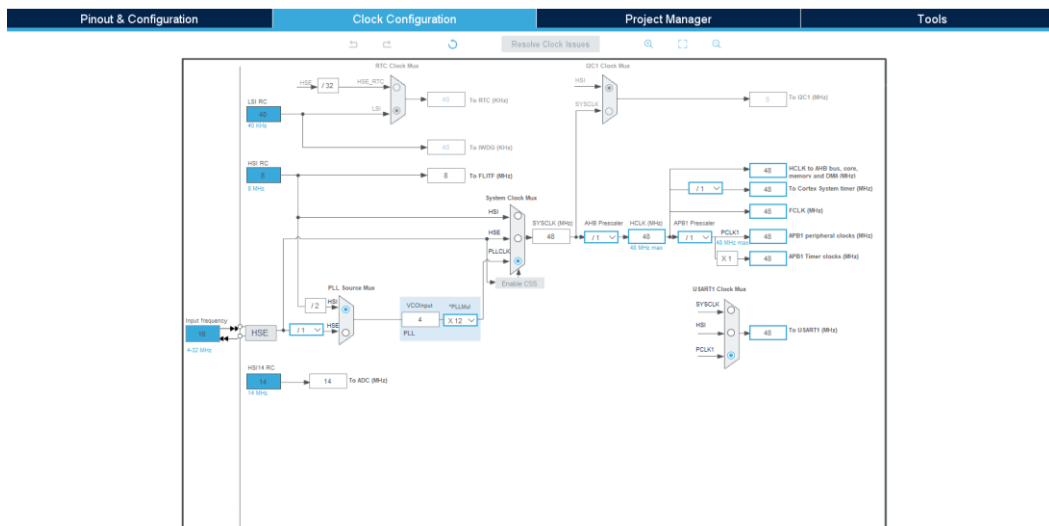 Pinout & Configuration
Clock Configuration
Project Manager
Tools
Resolve Clock Issues
RTC Clock Mux
I2C1 Clock Mux
HSE
/ 32
HSE_RTC
HSI
LSI RC
40
40 KHz
LSI
To RTC (KHz)
SYSCLK
To I2C1 (MHz)
To IWDG (KHz)
HSI RC
8
8 MHz
8
To FLITF (MHz)
System Clock Mux
HSI
HSE
PLLCLK
Enable CSS
SYSCLK (MHz)
48
AHB Prescaler
/ 1
HCLK (MHz)
48
48 MHz max
APB1 Prescaler
/ 1
48
HCLK to AHB bus, core,
memory and DMA (MHz)
/ 1
48
To Cortex System timer (MHz)
48
FCLK (MHz)
PCLK1
48 MHz max
48
APB1 peripheral clocks (MHz)
X 1
48
APB1 Timer clocks (MHz)
PLL Source Mux
/ 2
HSI
VCOInput
4
*PLLMul
X 12
PLL
Input frequency
4-32 MHz
HSE
/ 1
HSE
USART1 Clock Mux
SYSCLK
HSI
PCLK1
48
To USART1 (MHz)
HSI14 RC
14
14 MHz
14
To ADC (MHz)